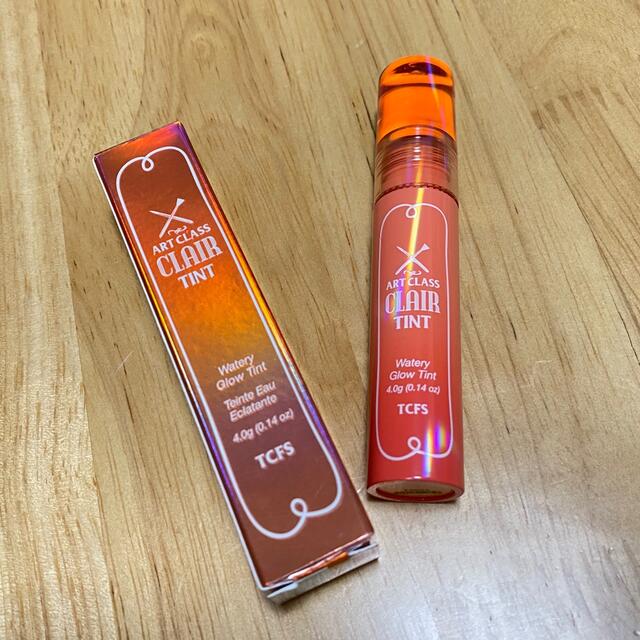 ART CLASS
CLAIR
TINT
Watery
Glow Tint
Teinte Eau
Eclatante
4.0g (0.14 oz)
TCFS
ART CLASS
CLAIR
TINT
Watery
Glow Tint
4.0g (0.14 oz)
TCFS